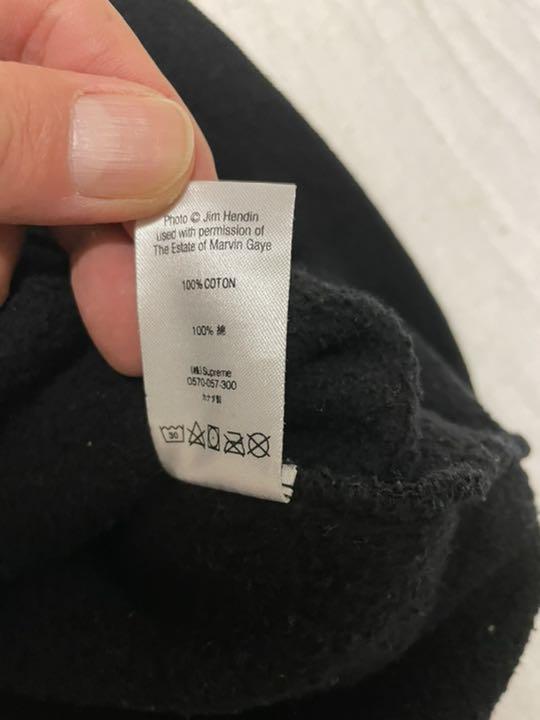 Photo © Jim Hendin
used with permission of
The Estate of Marvin Gaye
100% COTON
100% 綿
(株) Supreme
0570-057-300
カナダ製
30